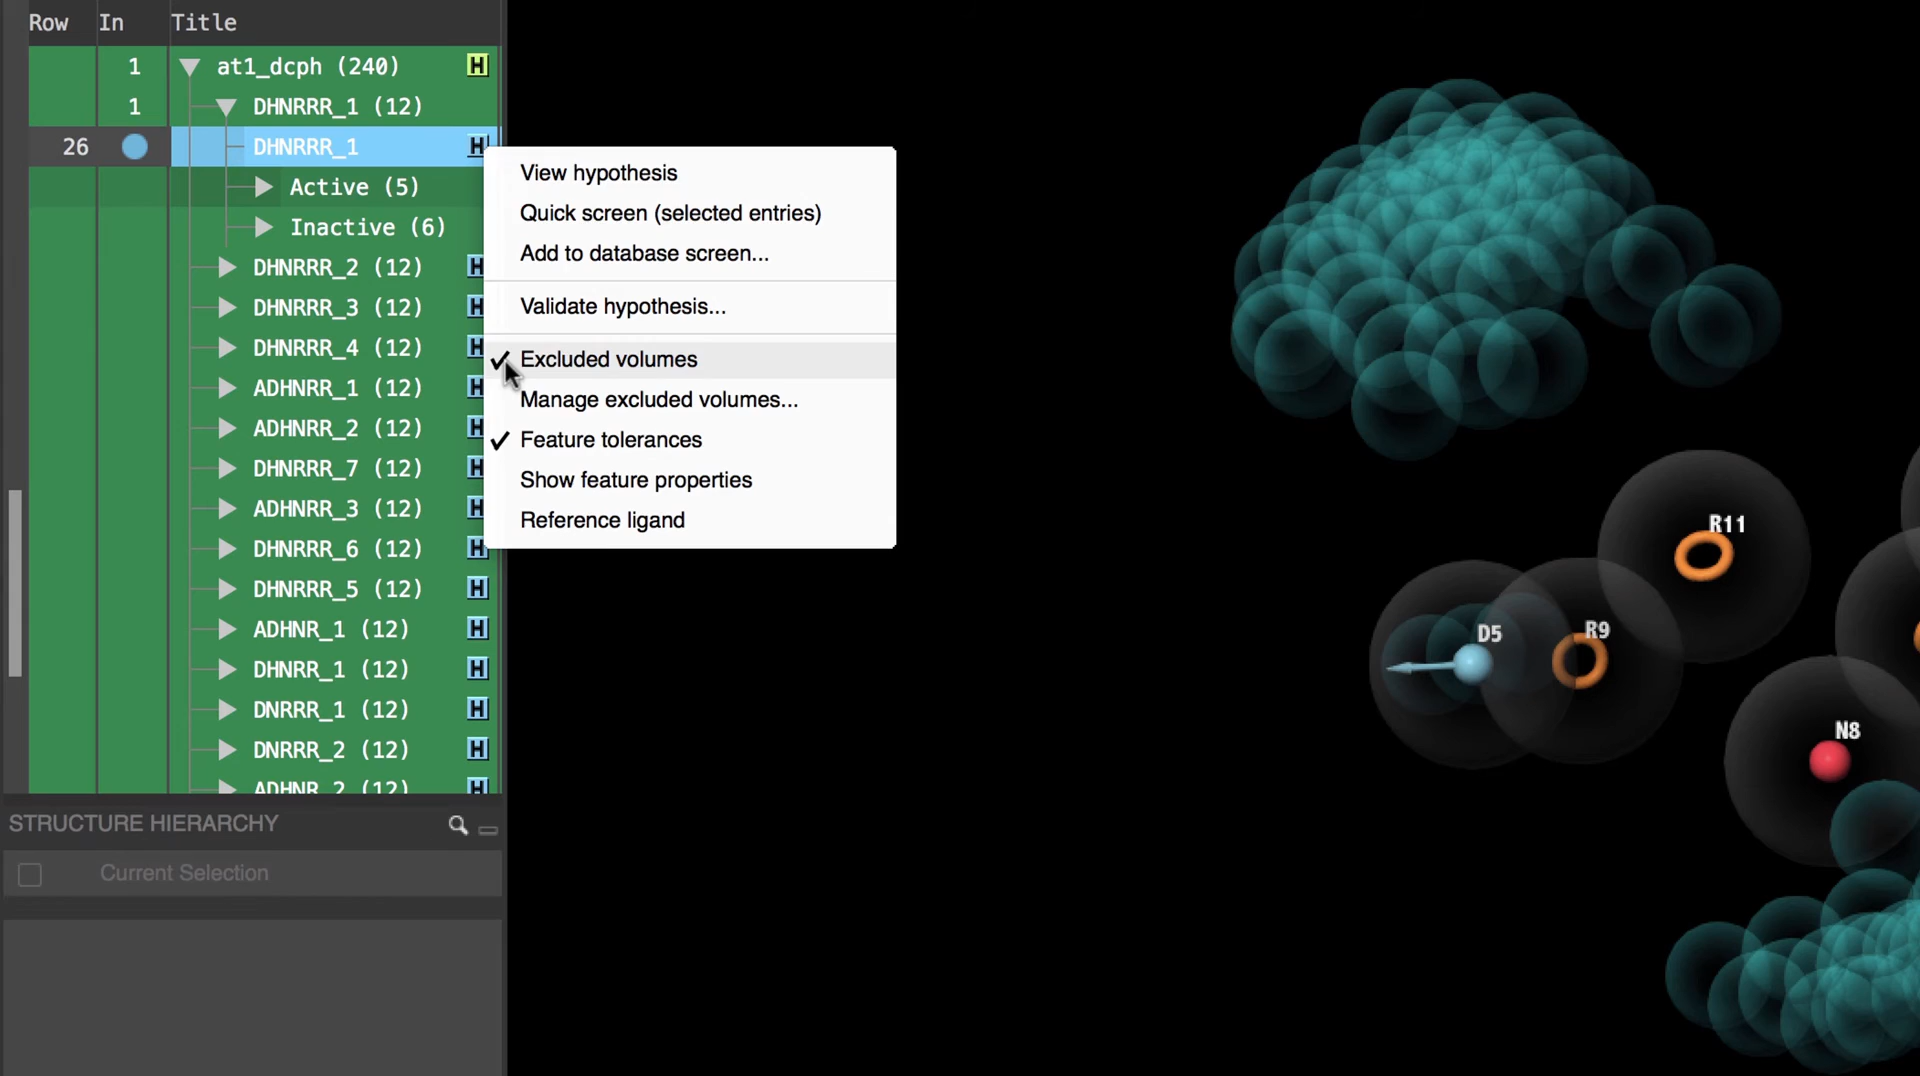 Row In Title
1 at1_dcph (240) H
1 DHNRRR_1 (12)
26 DHNRRR_1 H
Active (5)
Inactive (6)
DHNRRR_2 (12) H
DHNRRR_3 (12) H
DHNRRR_4 (12) H
ADHNRR_1 (12) H
ADHNRR_2 (12) H
DHNRRR_7 (12) H
ADHNRR_3 (12) H
DHNRRR_6 (12) H
DHNRRR_5 (12) H
ADHNR_1 (12) H
DHNRR_1 (12) H
DNRRR_1 (12) H
DNRRR_2 (12) H
ADHNR_2 (12) H
View hypothesis
Quick screen (selected entries)
Add to database screen...
Validate hypothesis...
Excluded volumes
Manage excluded volumes...
Feature tolerances
Show feature properties
Reference ligand
R11
D5
R9
N8
STRUCTURE HIERARCHY
Current Selection